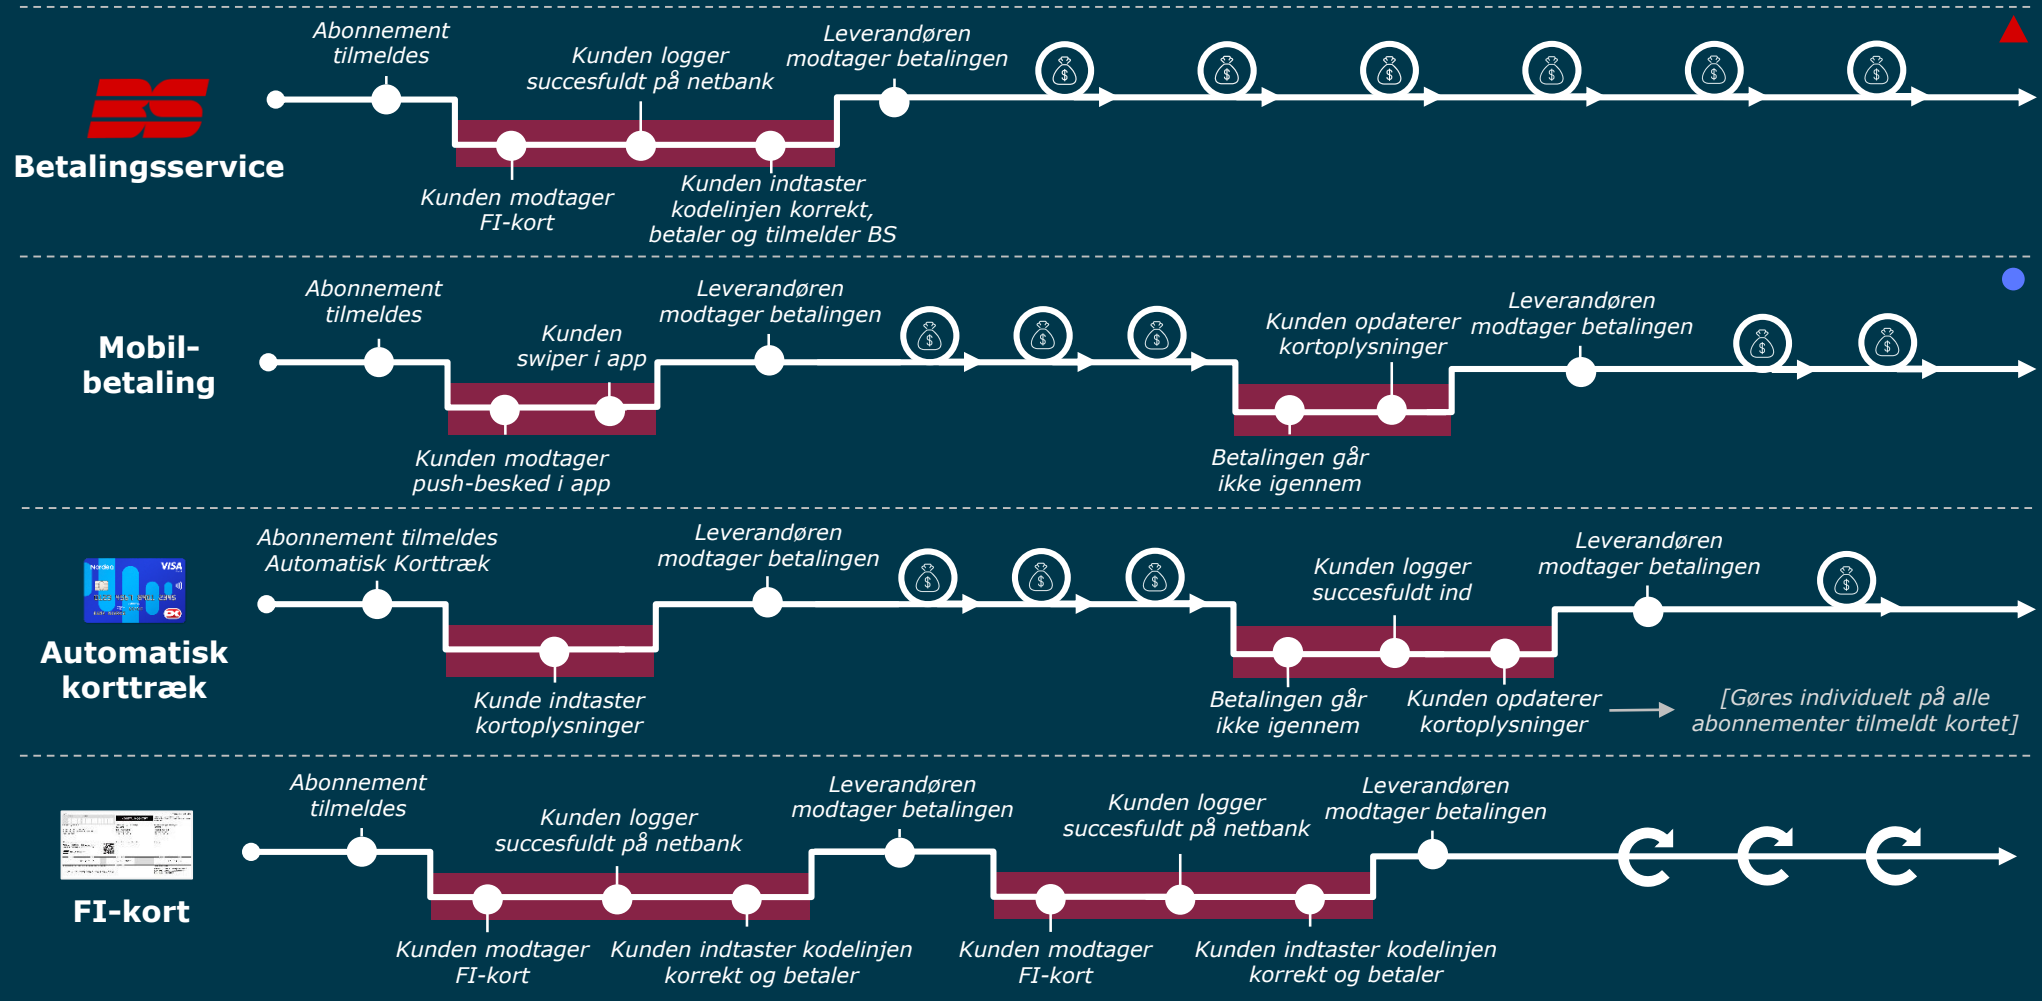 Abonnement
tilmeldes
Kunden logger
succesfuldt på netbank
Leverandøren
modtager betalingen
BS
Betalingsservice
Kunden modtager
FI-kort
Kunden indtaster
kodelinjen korrekt,
betaler og tilmelder BS
$
$
$
$
$
$
Abonnement
tilmeldes
Kunden
swiper i app
Leverandøren
modtager betalingen
Kunden opdaterer
kortoplysninger
Leverandøren
modtager betalingen
Mobil-
betaling
$
$
$
$
$
Kunden modtager
push-besked i app
Betalingen går
ikke igennem
Abonnement tilmeldes
Automatisk Korttræk
Leverandøren
modtager betalingen
Kunden logger
succesfuldt ind
Leverandøren
modtager betalingen
Nordea
VISA
$
$
$
$
Automatisk
korttræk
Kunde indtaster
kortoplysninger
Betalingen går
ikke igennem
Kunden opdaterer
kortoplysninger
[Gøres individuelt på alle
abonnementer tilmeldt kortet]
Abonnement
tilmeldes
Kunden logger
succesfuldt på netbank
Leverandøren
modtager betalingen
Kunden logger
succesfuldt på netbank
Leverandøren
modtager betalingen
FI-kort
Kunden modtager
FI-kort
Kunden indtaster kodelinjen
korrekt og betaler
Kunden modtager
FI-kort
Kunden indtaster kodelinjen
korrekt og betaler